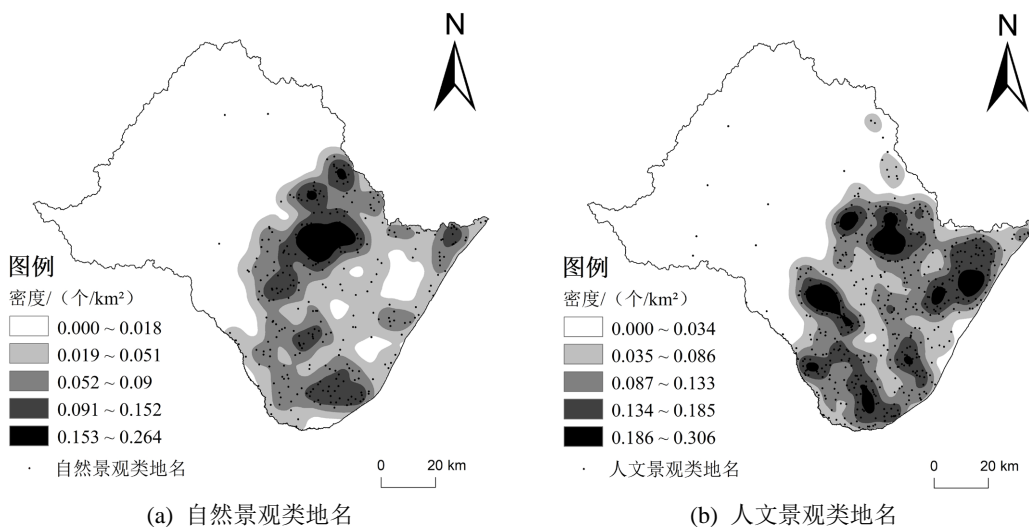 N
图例
密度/（个/km²）
0.000 ~ 0.018
0.019 ~ 0.051
0.052 ~ 0.09
0.091 ~ 0.152
0.153 ~ 0.264
自然景观类地名
0 20 km
(a) 自然景观类地名
N
图例
密度/（个/km²）
0.000 ~ 0.034
0.035 ~ 0.086
0.087 ~ 0.133
0.134 ~ 0.185
0.186 ~ 0.306
人文景观类地名
0 20 km
(b) 人文景观类地名